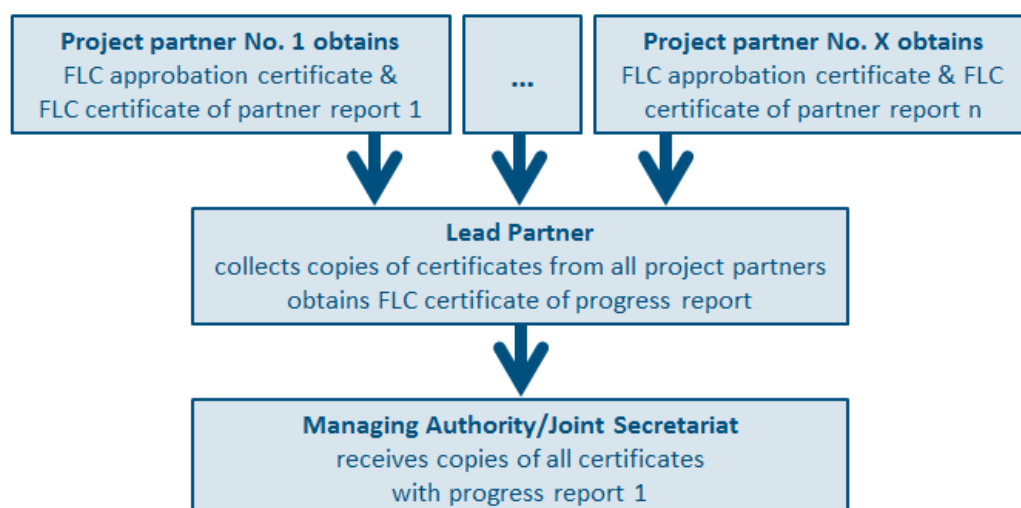 Project partner No. 1 obtains
FLC approbation certificate &
FLC certificate of partner report 1
...
Project partner No. X obtains
FLC approbation certificate & FLC
certificate of partner report n
Lead Partner
collects copies of certificates from all project partners
obtains FLC certificate of progress report
Managing Authority/Joint Secretariat
receives copies of all certificates
with progress report 1